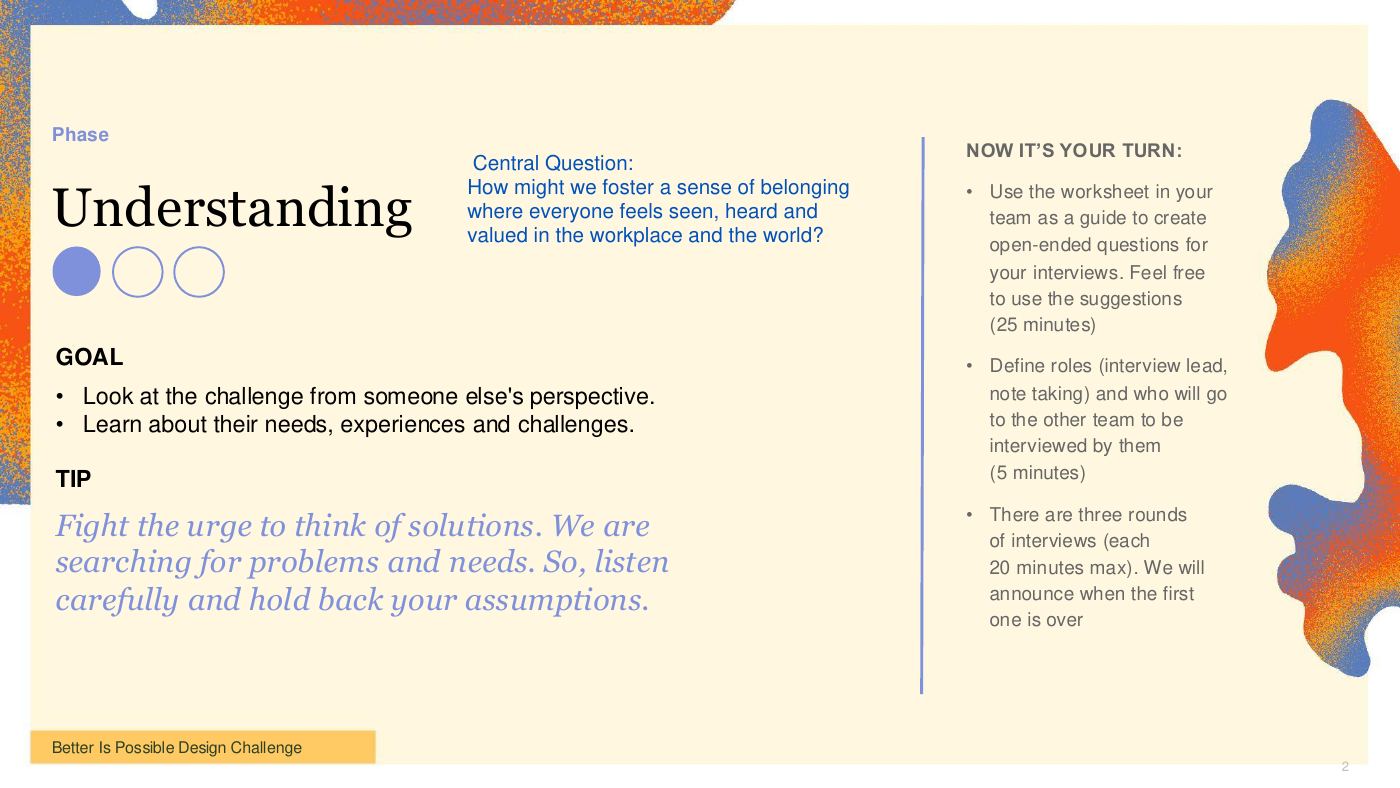 Phase
Understanding
Central Question:
How might we foster a sense of belonging
where everyone feels seen, heard and
valued in the workplace and the world?
GOAL
• Look at the challenge from someone else's perspective.
• Learn about their needs, experiences and challenges.
TIP
Fight the urge to think of solutions. We are
searching for problems and needs. So, listen
carefully and hold back your assumptions.
NOW IT’S YOUR TURN:
• Use the worksheet in your
team as a guide to create
open-ended questions for
your interviews. Feel free
to use the suggestions
(25 minutes)
• Define roles (interview lead,
note taking) and who will go
to the other team to be
interviewed by them
(5 minutes)
• There are three rounds
of interviews (each
20 minutes max). We will
announce when the first
one is over
Better Is Possible Design Challenge
2